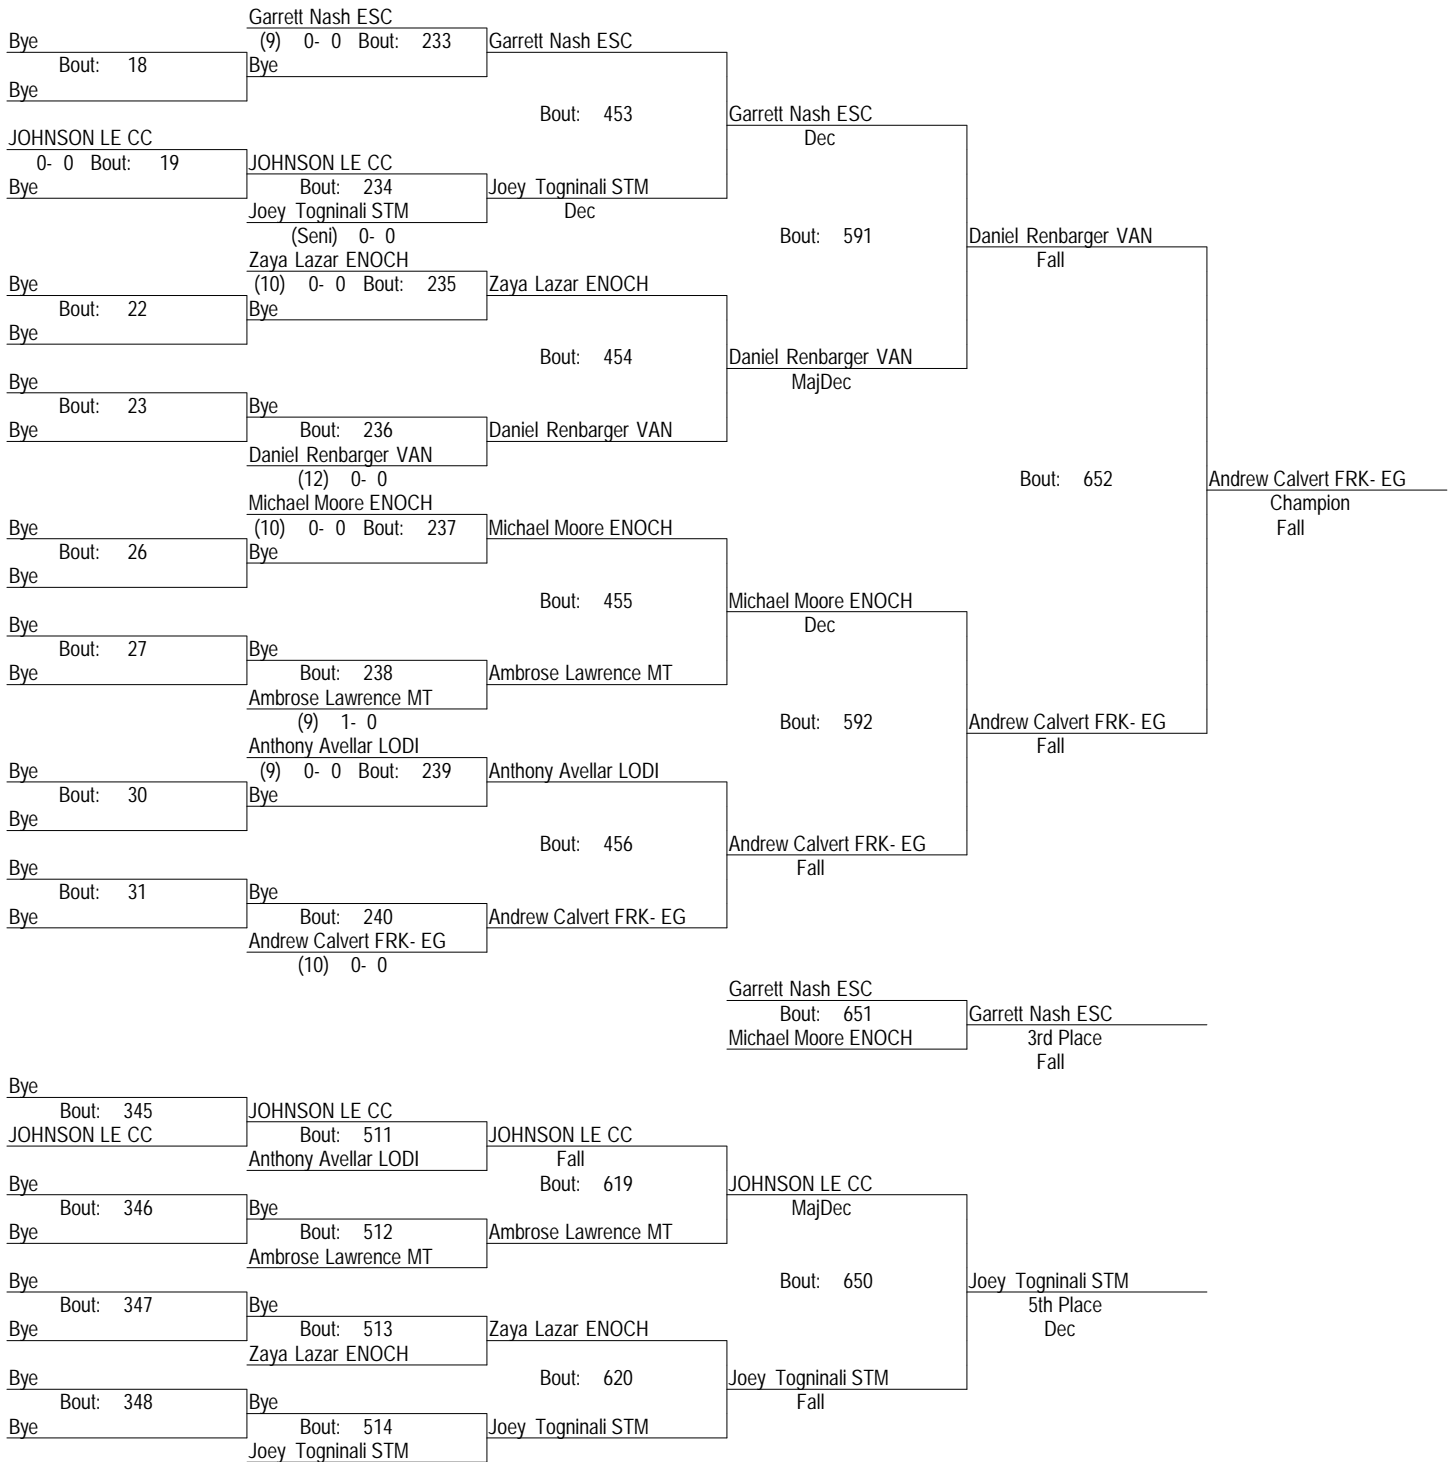 Garrett Nash ESC
Bye (9) 0- 0 Bout: 233 Garrett Nash ESC
Bout: 18 Bye
Bye
Bout: 453 Garrett Nash ESC
JOHNSON LE CC Dec
0- 0 Bout: 19 JOHNSON LE CC
Bye Bout: 234 Joey Togninali STM
Joey Togninali STM Dec
(Seni) 0- 0 Bout: 591 Daniel Renbarger VAN
Zaya Lazar ENOCH Fall
Bye (10) 0- 0 Bout: 235 Zaya Lazar ENOCH
Bout: 22 Bye
Bye
Bout: 454 Daniel Renbarger VAN
Bye MajDec
Bout: 23 Bye
Bye Bout: 236 Daniel Renbarger VAN
Daniel Renbarger VAN
(12) 0- 0 Bout: 652 Andrew Calvert FRK- EG
Michael Moore ENOCH Champion
Bye (10) 0- 0 Bout: 237 Michael Moore ENOCH Fall
Bout: 26 Bye
Bye
Bout: 455 Michael Moore ENOCH
Bye Dec
Bout: 27 Bye
Bye Bout: 238 Ambrose Lawrence MT
Ambrose Lawrence MT
(9) 1- 0 Bout: 592 Andrew Calvert FRK- EG
Anthony Avellar LODI Fall
Bye (9) 0- 0 Bout: 239 Anthony Avellar LODI
Bout: 30 Bye
Bye
Bout: 456 Andrew Calvert FRK- EG
Bye Fall
Bout: 31 Bye
Bye Bout: 240 Andrew Calvert FRK- EG
Andrew Calvert FRK- EG
(10) 0- 0
Garrett Nash ESC
Bout: 651 Garrett Nash ESC
Michael Moore ENOCH 3rd Place
Fall
Bye
Bout: 345 JOHNSON LE CC
JOHNSON LE CC Bout: 511 JOHNSON LE CC
Anthony Avellar LODI Fall
Bye Bout: 619 JOHNSON LE CC
Bout: 346 Bye MajDec
Bye Bout: 512 Ambrose Lawrence MT
Ambrose Lawrence MT
Bye Bout: 650 Joey Togninali STM
Bout: 347 Bye 5th Place
Bye Bout: 513 Zaya Lazar ENOCH Dec
Zaya Lazar ENOCH
Bye Bout: 620 Joey Togninali STM
Bout: 348 Bye Fall
Bye Bout: 514 Joey Togninali STM
Joey Togninali STM